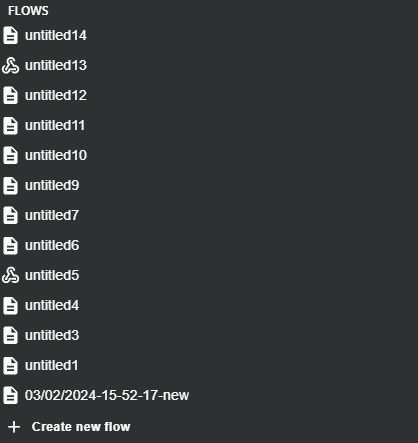 FLOWS
untitled14
untitled13
untitled12
untitled11
untitled10
untitled9
untitled7
untitled6
untitled5
untitled4
untitled3
untitled1
03/02/2024-15-52-17-new
Create new flow